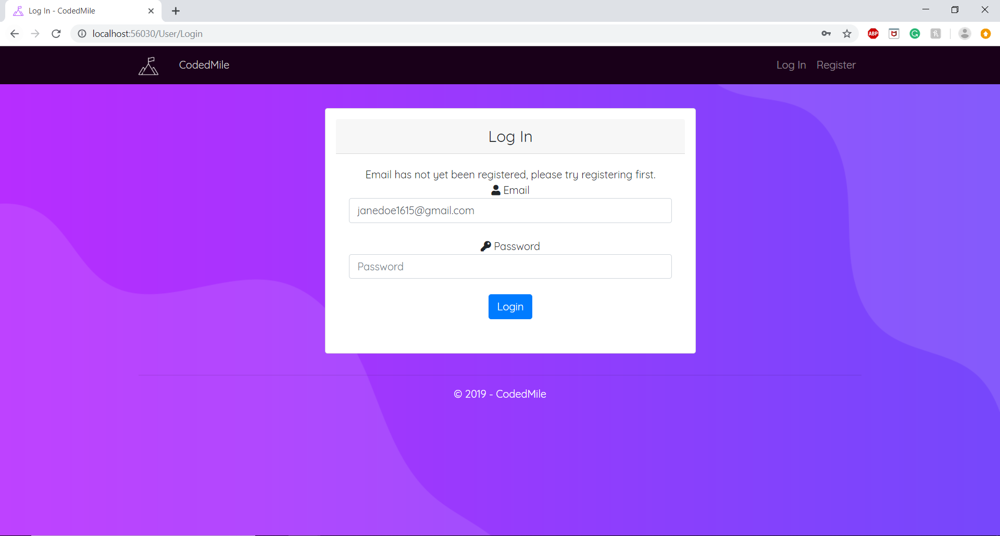 Log In - CodedMile
localhost:56030/User/Login
ABP
CodedMile
Log In
Register
Log In
Email has not yet been registered, please try registering first.
Email
janedoe1615@gmail.com
Password
Password
Login
© 2019 - CodedMile